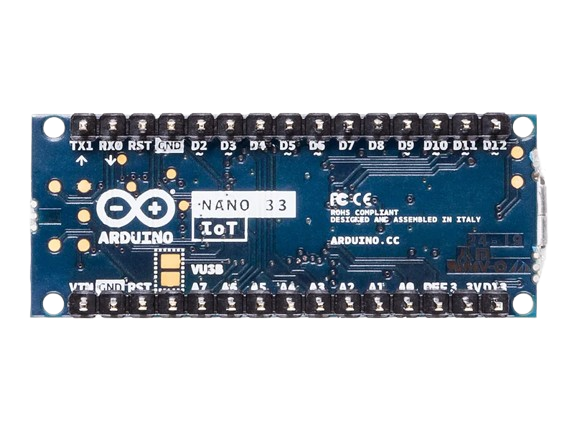 TX1 RX0 RST GND D2 D3 D4 D5 D6 D7 D8 D9 D10 D11 D12
~ ~ ~ ~ ~ ~ ~ ~
NANO 33
IoT
ARDUINO
FC CE
ROHS COMPLIANT
DESIGNED AND ASSEMBLED IN ITALY
ARDUINO.CC
VUSB
VIN GND RST A7 A6 A5 A4 A3 A2 A1 A0 REF 3.3V D13